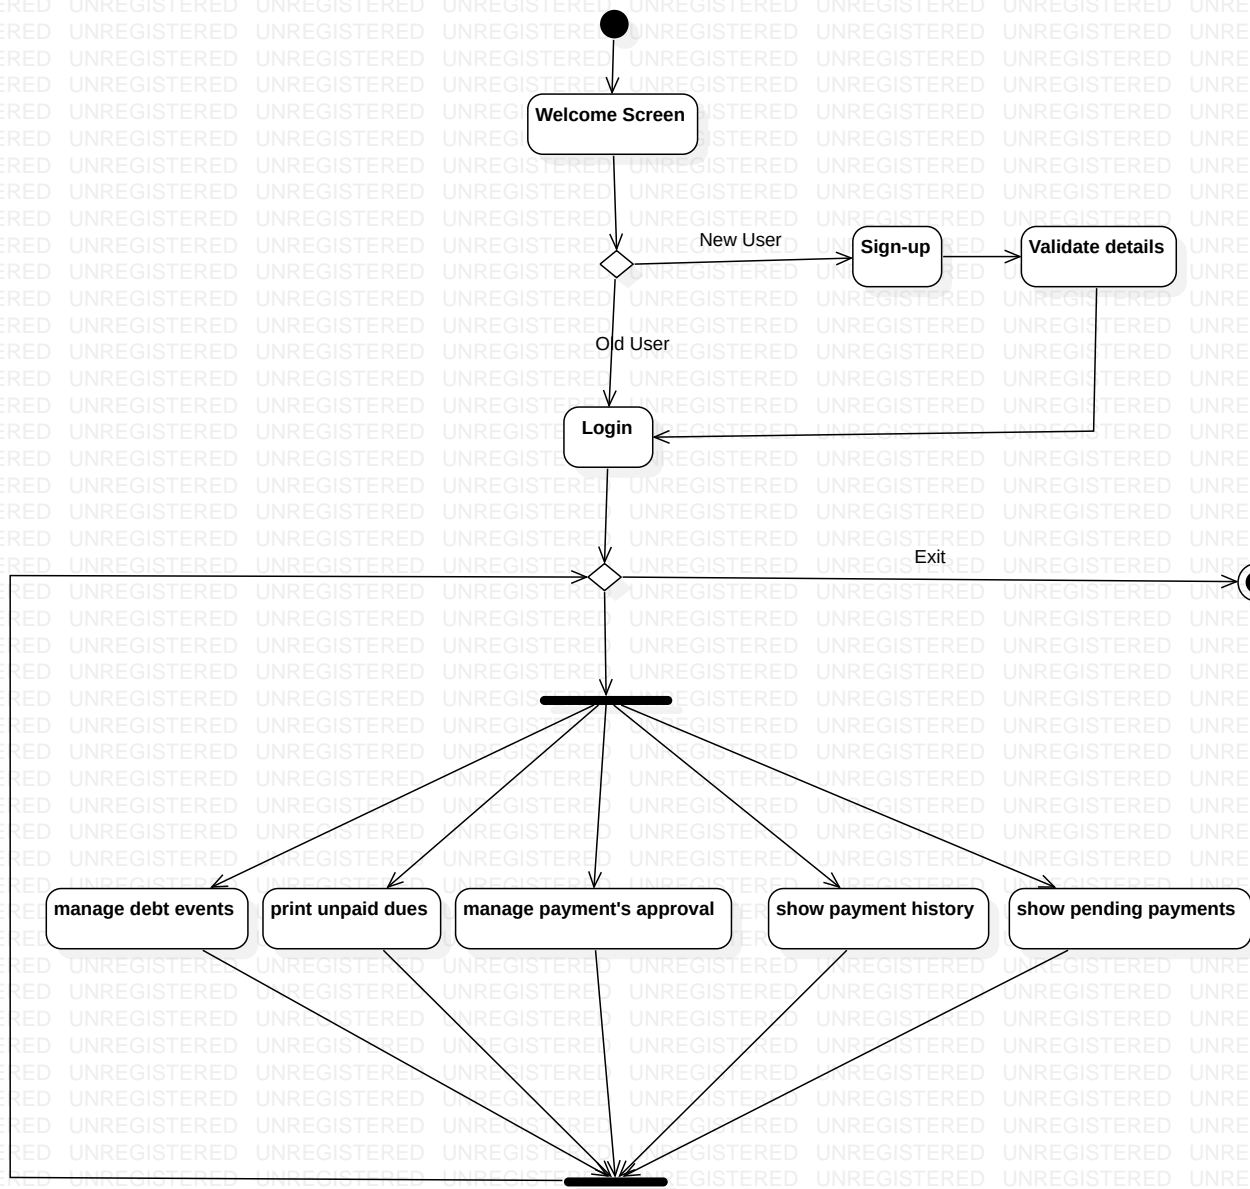 Welcome Screen
New User
Sign-up
Validate details
Old User
Login
Exit
manage debt events
print unpaid dues
manage payment's approval
show payment history
show pending payments
UNREGISTERED